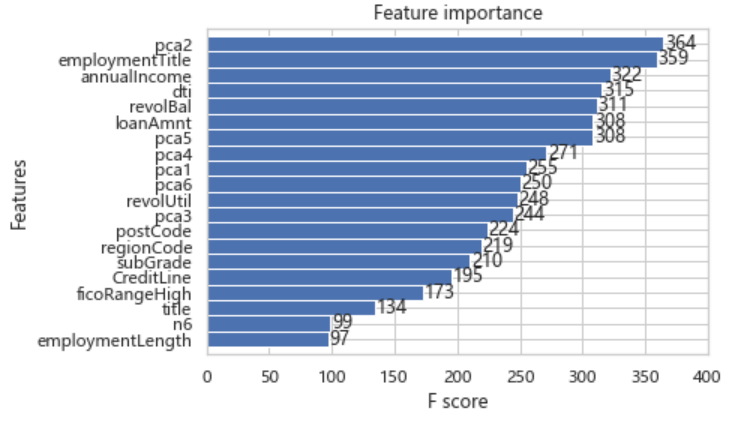 Feature importance
pca2 364
employmentTitle 359
annualIncome 322
dti 315
revolBal 311
loanAmnt 308
pca5 308
pca4 271
pca1 255
pca6 250
revolUtil 248
pca3 244
postCode 224
regionCode 219
subGrade 210
CreditLine 195
ficoRangeHigh 173
title 134
n6 99
employmentLength 97
Features
0 50 100 150 200 250 300 350 400
F score